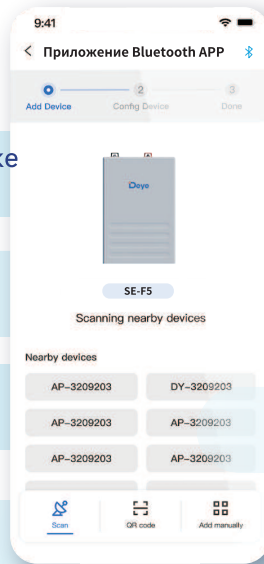 9:41
Приложение Bluetooth APP
2
3
Add Device
Config Device
Done
ке
Deye
SE-F5
Scanning nearby devices
Nearby devices
AP-3209203
DY-3209203
AP-3209203
AP-3209203
AP-3209203
AP-3209203
Scan
QR code
Add manually